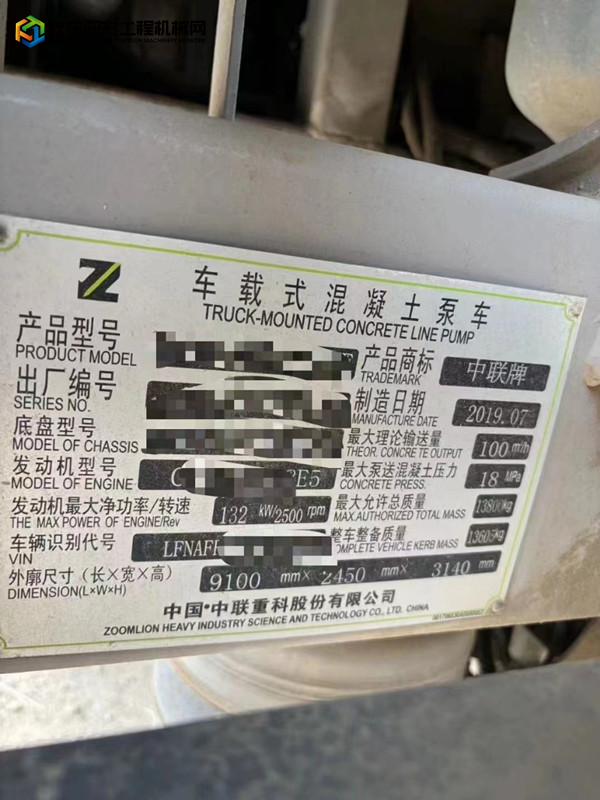 工程机械网
车载式混凝土泵车
TRUCK-MOUNTED CONCRETE LINE PUMP
产品型号
PRODUCT MODEL
产品商标
TRADEMARK
中联牌
出厂编号
SERIES NO.
制造日期
MANUFACTURE DATE
2019.07
底盘型号
MODEL OF CHASSIS
最大理论输送量
THEOR. CONCRETE OUTPUT
100 m³/h
发动机型号
MODEL OF ENGINE
E5
最大泵送混凝土压力
CONCRETE PRESS.
18 MPa
发动机最大净功率/转速
THE MAX POWER OF ENGINE/Rev
132 kW/2500 rpm
最大允许总质量
MAX.AUTHORIZED TOTAL MASS
13800kg
车辆识别代号
VIN
LFNAF
整车整备质量
COMPLETE VEHICLE KERB MASS
13605kg
外廓尺寸（长×宽×高）
DIMENSION(L×W×H)
9100 mm× 2450 mm× 3140 mm
中国·中联重科股份有限公司
ZOOMLION HEAVY INDUSTRY SCIENCE AND TECHNOLOGY CO., LTD. CHINA